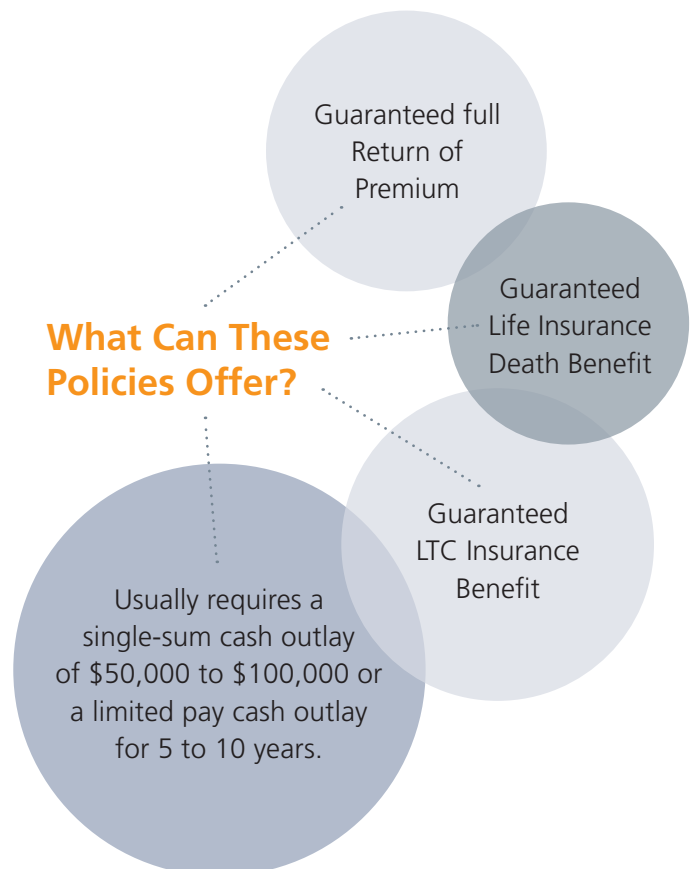 Guaranteed full
Return of
Premium
Guaranteed
Life Insurance
Death Benefit
What Can These
Policies Offer?
Guaranteed
LTC Insurance
Benefit
Usually requires a
single-sum cash outlay
of $50,000 to $100,000 or
a limited pay cash outlay
for 5 to 10 years.